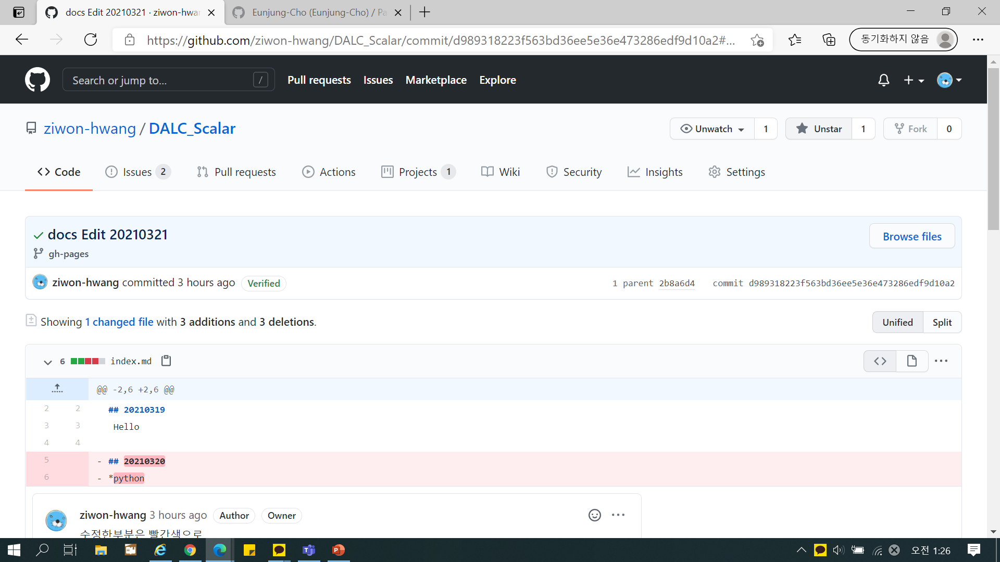 docs Edit 20210321 · ziwon-hwan
Eunjung-Cho (Eunjung-Cho) / Pa
https://github.com/ziwon-hwang/DALC_Scalar/commit/d989318223f563bd36ee5e36e473286edf9d10a2#...
동기화하지 않음
Search or jump to...
/
Pull requests
Issues
Marketplace
Explore
ziwon-hwang / DALC_Scalar
Unwatch 1
Unstar 1
Fork 0
Code
Issues 2
Pull requests
Actions
Projects 1
Wiki
Security
Insights
Settings
docs Edit 20210321
Browse files
gh-pages
ziwon-hwang committed 3 hours ago Verified
1 parent 2b8a6d4 commit d989318223f563bd36ee5e36e473286edf9d10a2
Showing 1 changed file with 3 additions and 3 deletions.
Unified Split
6 index.md
@@ -2,6 +2,6 @@
2 2 ## 20210319
3 3 Hello
4 4
5 - ## 20210320
6 - *python
ziwon-hwang 3 hours ago Author Owner
수정한부분은 빨간색으로
오전 1:26